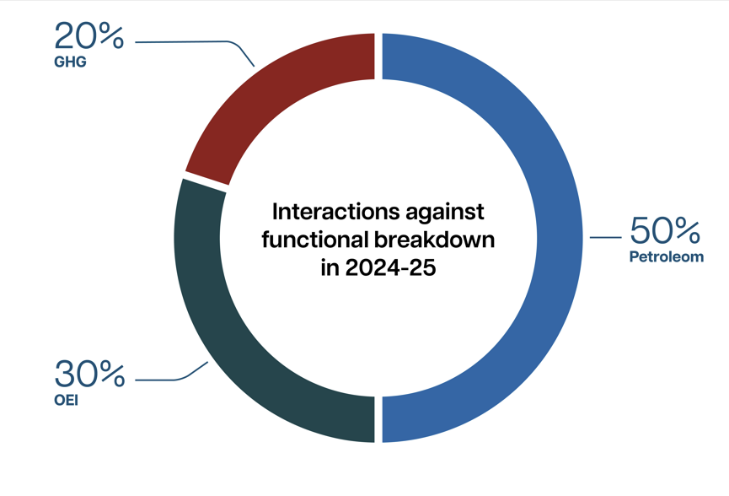 20%
GHG
Interactions against
functional breakdown
in 2024-25
50%
Petroleom
30%
OEI